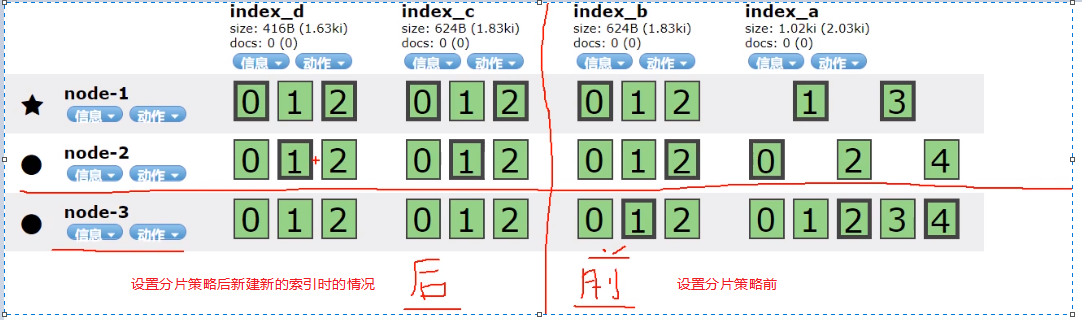 index_d index_c index_b index_a
size: 416B (1.63ki) size: 624B (1.83ki) size: 624B (1.83ki) size: 1.02ki (2.03ki)
docs: 0 (0) docs: 0 (0) docs: 0 (0) docs: 0 (0)
信息 动作 信息 动作 信息 动作 信息 动作
node-1 0 1 2 0 1 2 0 1 2 1 3
信息 动作
node-2 0 1 2 0 1 2 0 1 2 0 2 4
信息 动作
node-3 0 1 2 0 1 2 0 1 2 0 1 2 3 4
信息 动作
设置分片策略后新建新的索引时的情况 后 前 设置分片策略前